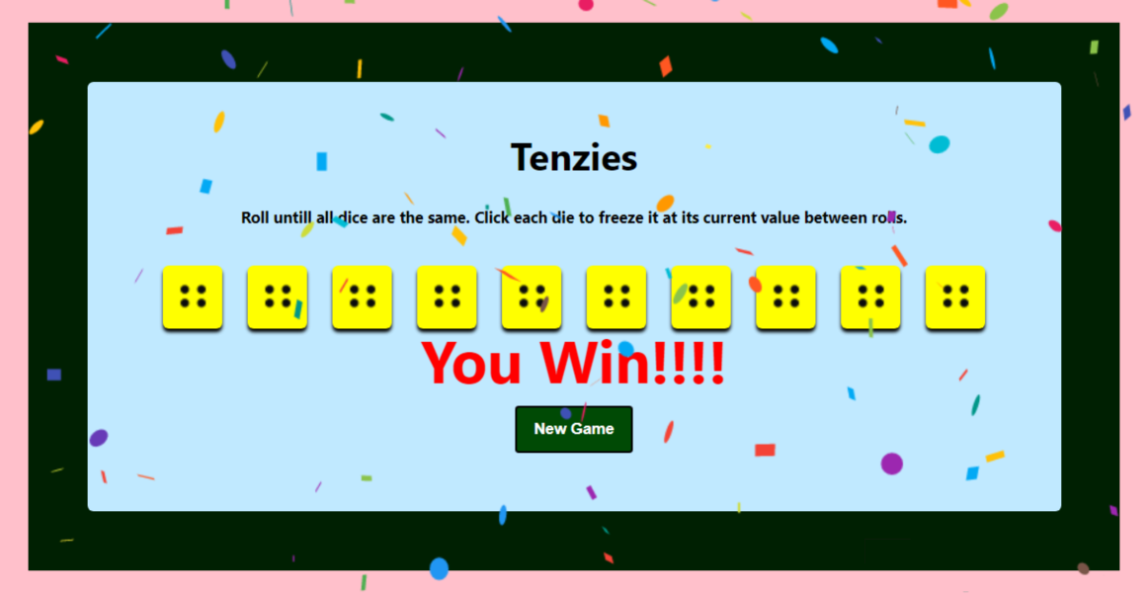 Tenzies
Roll untill all dice are the same. Click each die to freeze it at its current value between rolls.
You Win!!!!
New Game